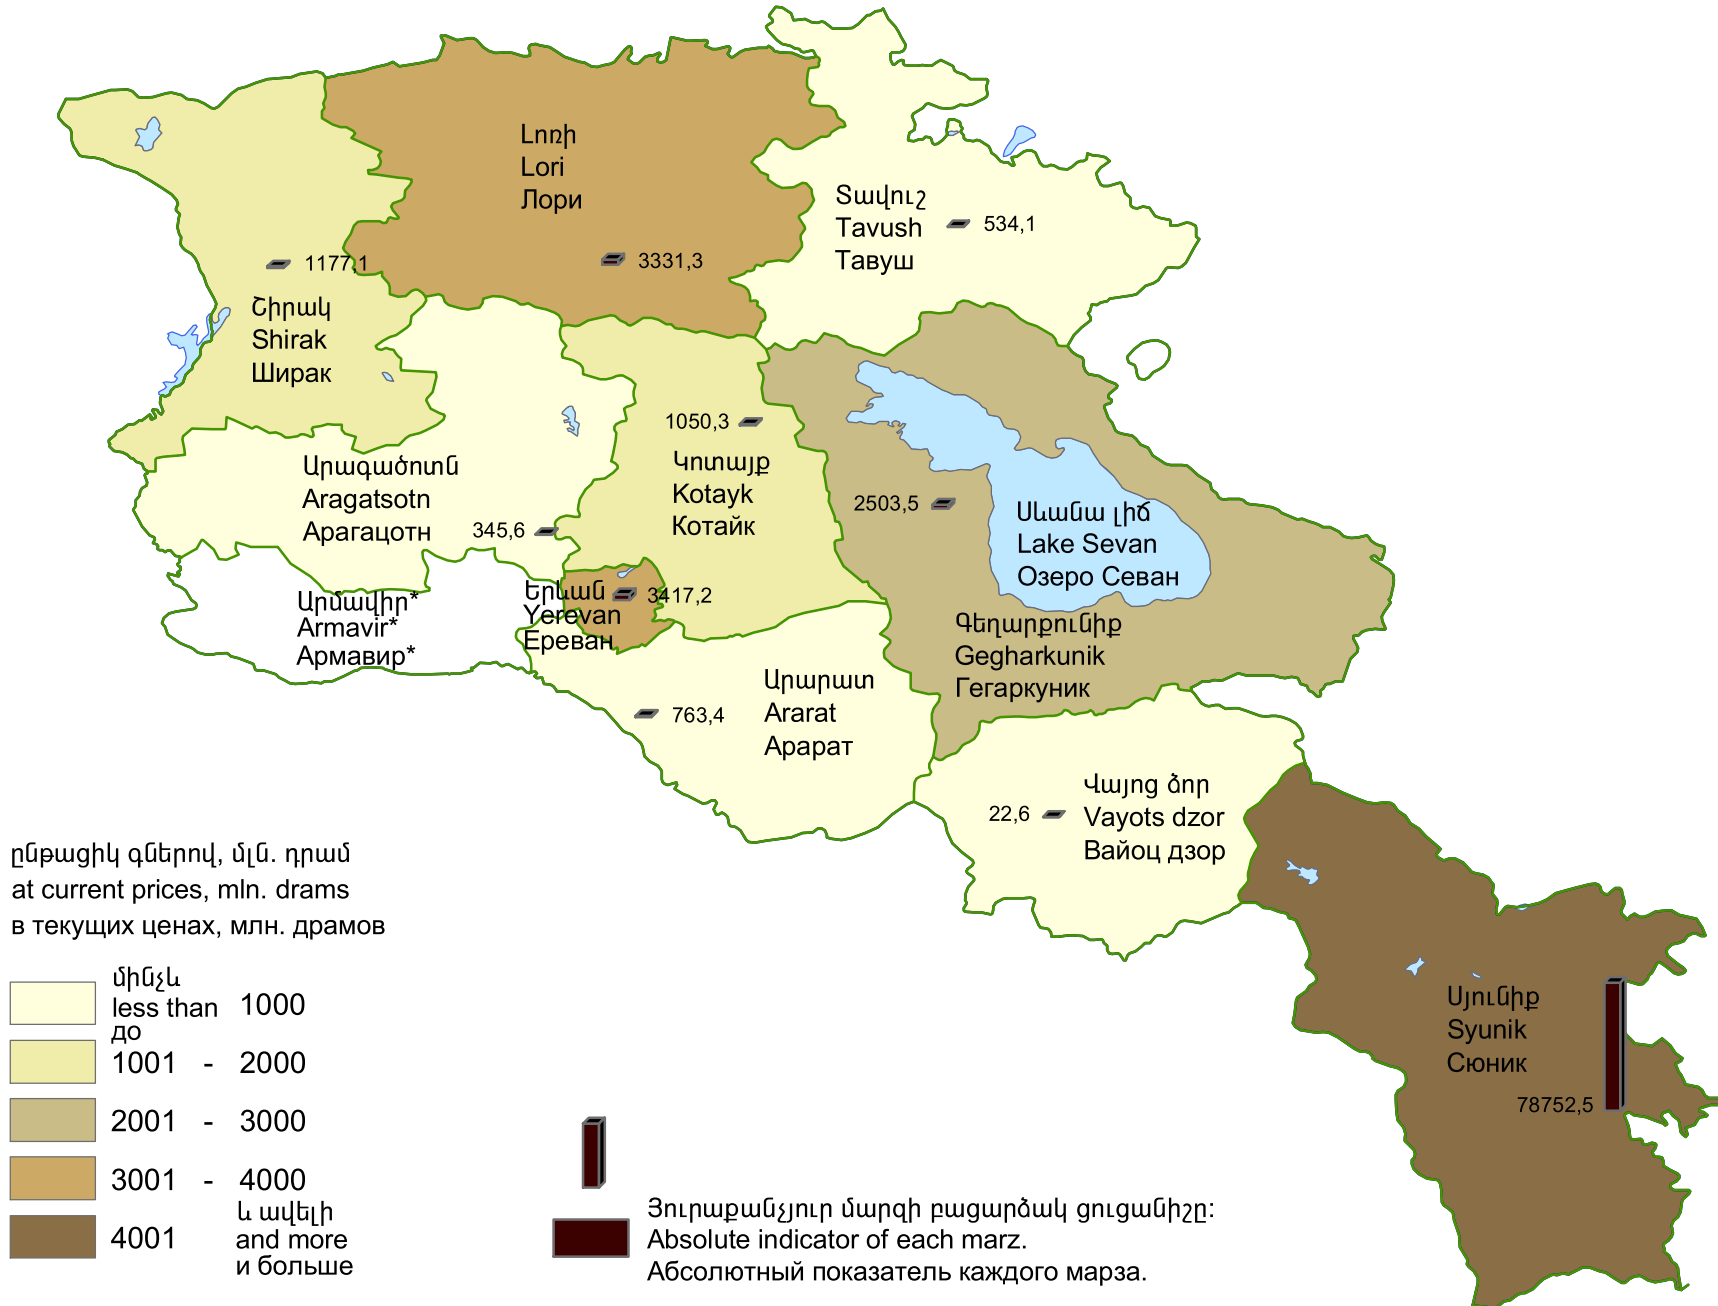 Լոռի
Lori
Лори
3331,3
Տավուշ
Tavush
Тавуш
534,1
1177,1
Շիրակ
Shirak
Ширак
1050,3
Կոտայք
Kotayk
Котайк
Արագածոտն
Aragatsotn
Арагацотн
345,6
2503,5
Սևանա լիճ
Lake Sevan
Озеро Севан
Արմավիր*
Armavir*
Армавир*
Երևան
Yerevan
Ереван
3417,2
Գեղարքունիք
Gegharkunik
Гегаркуник
Արարատ
Ararat
Арарат
763,4
Վայոց ձոր
Vayots dzor
Вайоц дзор
22,6
Սյունիք
Syunik
Сюник
78752,5
ընթացիկ գներով, մլն. դրամ
at current prices, mln. drams
в текущих ценах, млн. драмов
մինչև
less than 1000
до
1001 - 2000
2001 - 3000
3001 - 4000
և ավելի
4001 and more
и больше
Յուրաքանչյուր մարզի բացարձակ ցուցանիշը:
Absolute indicator of each marz.
Абсолютный показатель каждого марза.